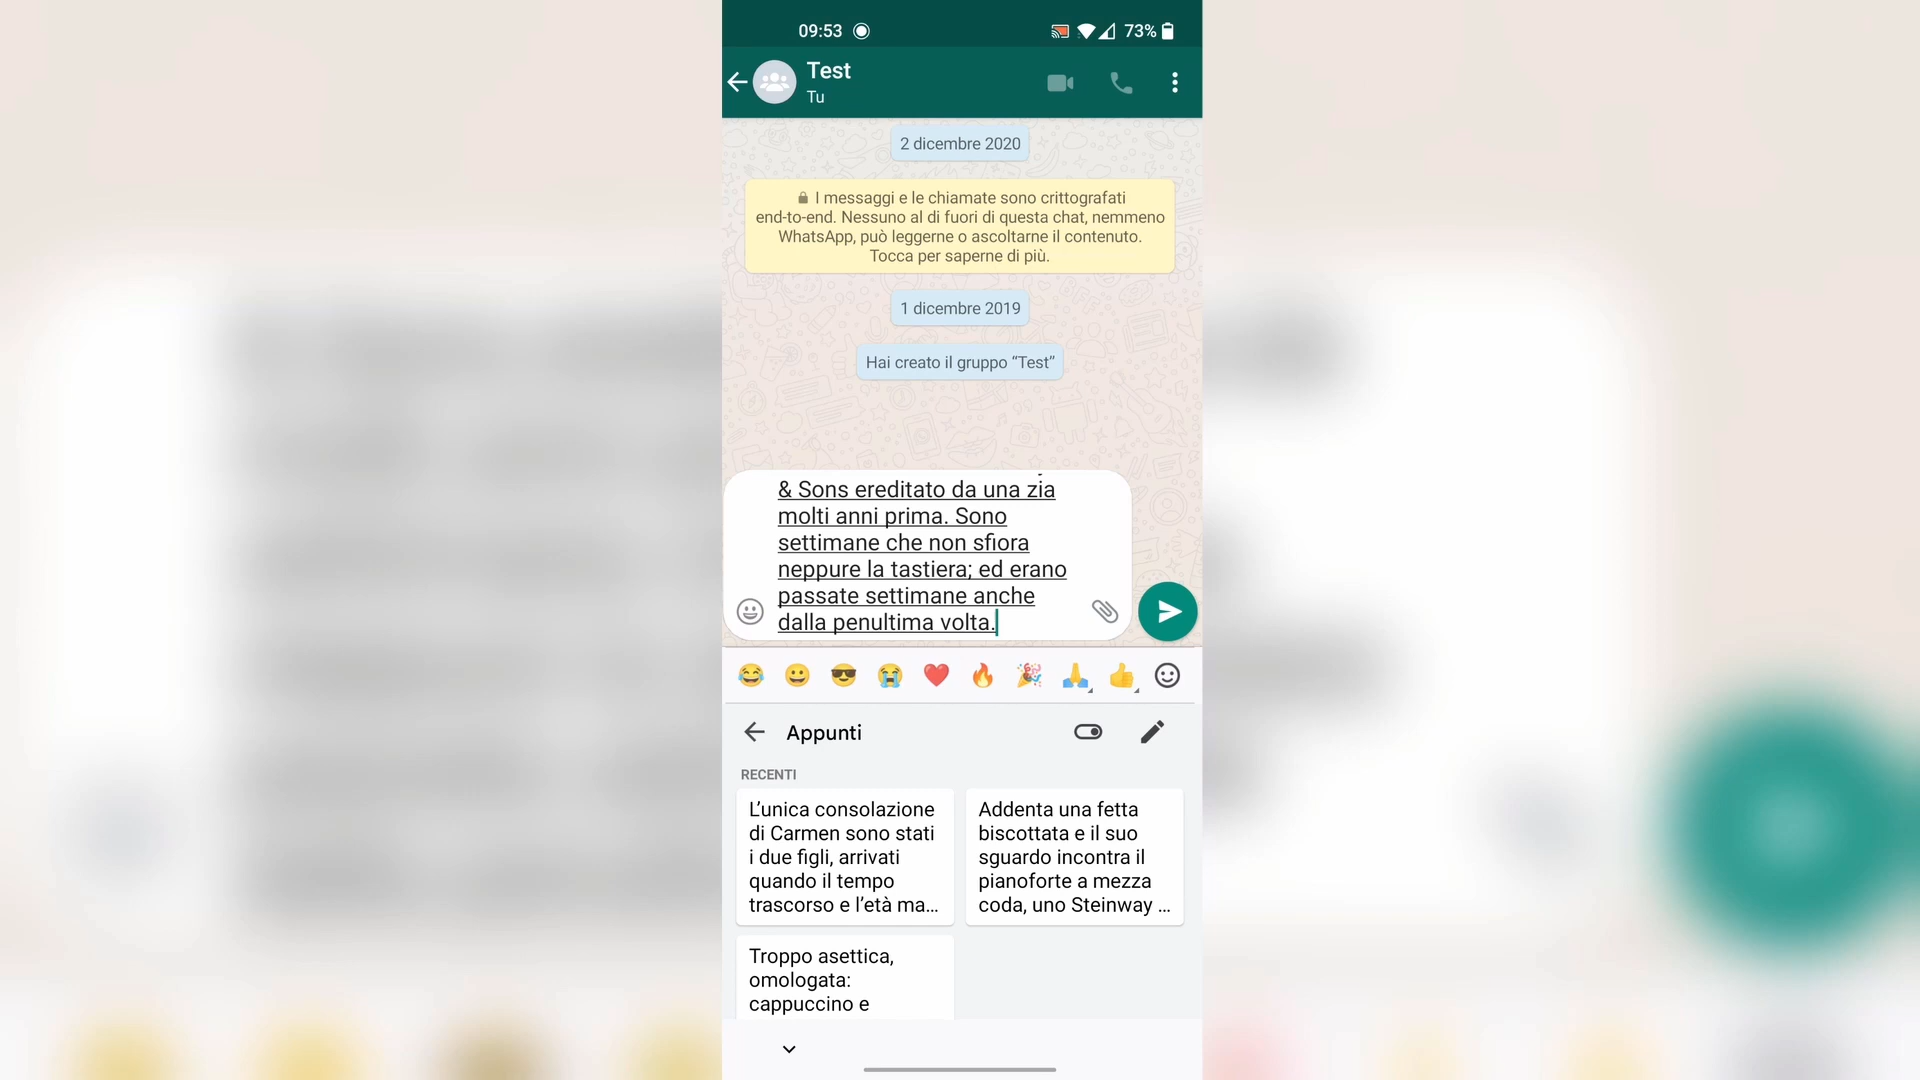 09:53
73%
Test
Tu
2 dicembre 2020
I messaggi e le chiamate sono crittografati
end-to-end. Nessuno al di fuori di questa chat, nemmeno
WhatsApp, può leggerne o ascoltarne il contenuto.
Tocca per saperne di più.
1 dicembre 2019
Hai creato il gruppo “Test”
& Sons ereditato da una zia
molti anni prima. Sono
settimane che non sfiora
neppure la tastiera; ed erano
passate settimane anche
dalla penultima volta.
Appunti
RECENTI
L’unica consolazione
di Carmen sono stati
i due figli, arrivati
quando il tempo
trascorso e l’età ma...
Addenta una fetta
biscottata e il suo
sguardo incontra il
pianoforte a mezza
coda, uno Steinway ...
Troppo asettica,
omologata:
cappuccino e